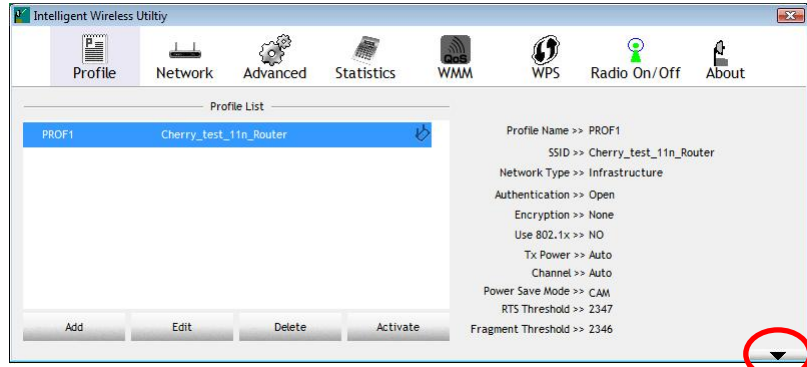 Intelligent Wireless Utiltiy
Profile Network Advanced Statistics QoS WMM WPS Radio On/Off About
Profile List
PROF1 Cherry_test_11n_Router
Add Edit Delete Activate
Profile Name >> PROF1
SSID >> Cherry_test_11n_Router
Network Type >> Infrastructure
Authentication >> Open
Encryption >> None
Use 802.1x >> NO
Tx Power >> Auto
Channel >> Auto
Power Save Mode >> CAM
RTS Threshold >> 2347
Fragment Threshold >> 2346